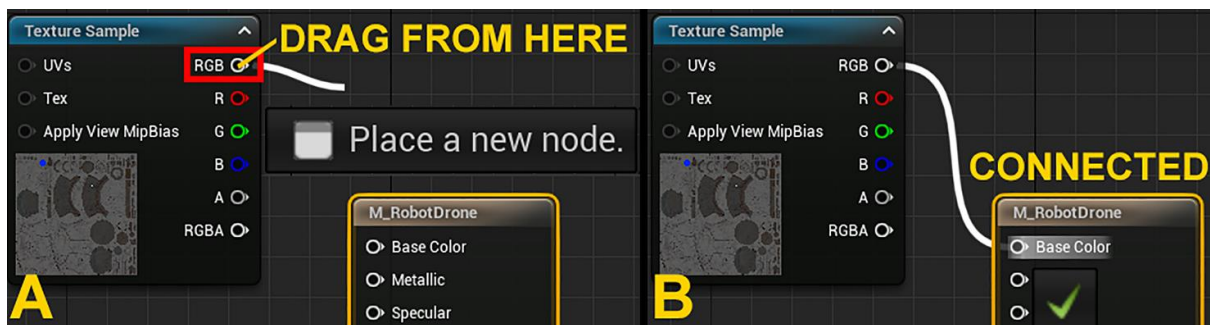 Texture Sample
DRAG FROM HERE
UVs RGB
Tex R
Apply View MipBias G
Place a new node.
B
A
RGBA
M_RobotDrone
Base Color
Metallic
Specular
A
Texture Sample
UVs RGB
Tex R
Apply View MipBias G
B
CONNECTED
A
RGBA
M_RobotDrone
Base Color
B